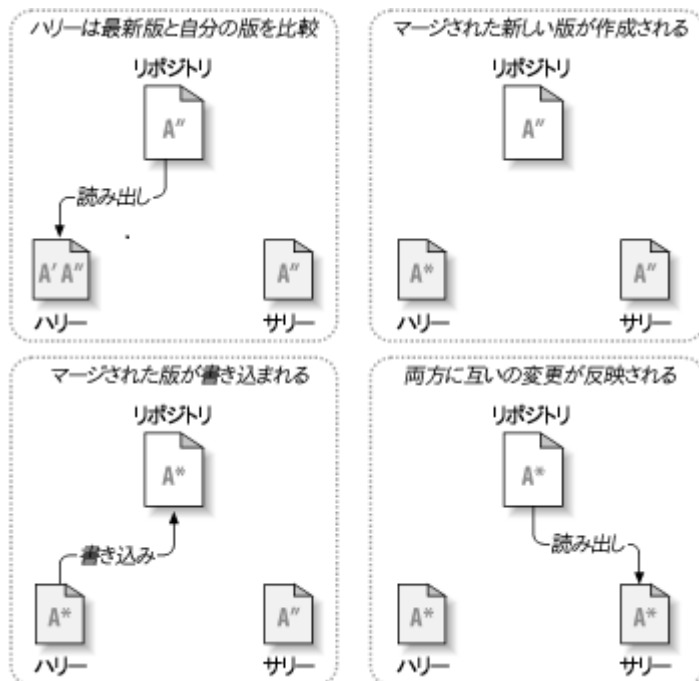 ハリーは最新版と自分の版を比較
リポジトリ
A"
読み出し
A' A"
A"
ハリー
サリー
マージされた新しい版が作成される
リポジトリ
A"
A*
A"
ハリー
サリー
マージされた版が書き込まれる
リポジトリ
A*
書き込み
A*
A"
ハリー
サリー
両方に互いの変更が反映される
リポジトリ
A*
読み出し
A*
A*
ハリー
サリー